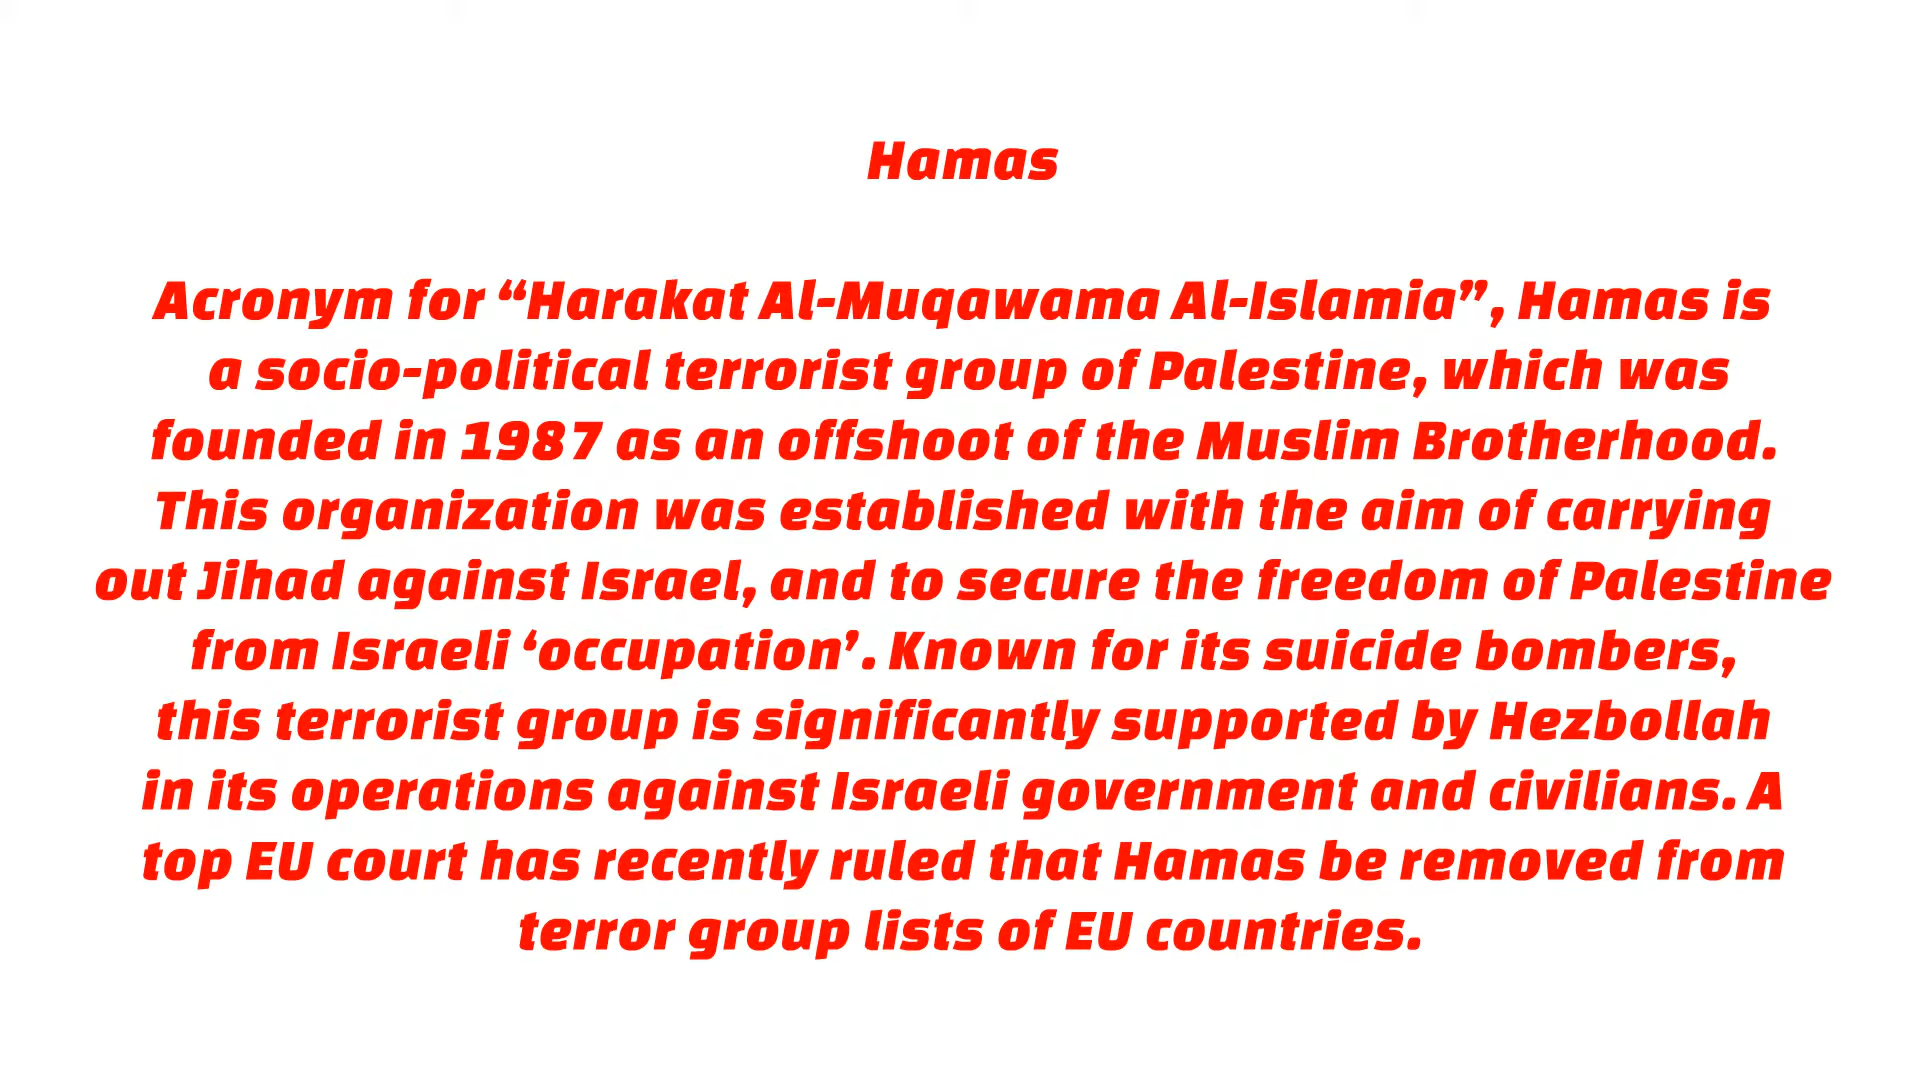 Hamas
Acronym for “Harakat Al-Muqawama Al-Islamia”, Hamas is
a socio-political terrorist group of Palestine, which was
founded in 1987 as an offshoot of the Muslim Brotherhood.
This organization was established with the aim of carrying
out Jihad against Israel, and to secure the freedom of Palestine
from Israeli ‘occupation’. Known for its suicide bombers,
this terrorist group is significantly supported by Hezbollah
in its operations against Israeli government and civilians. A
top EU court has recently ruled that Hamas be removed from
terror group lists of EU countries.